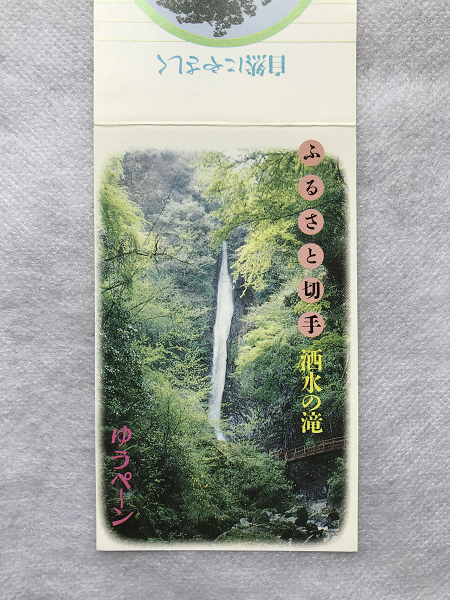 自然にやさしく
ふるさと切手
洒水の滝
ゆうペーン